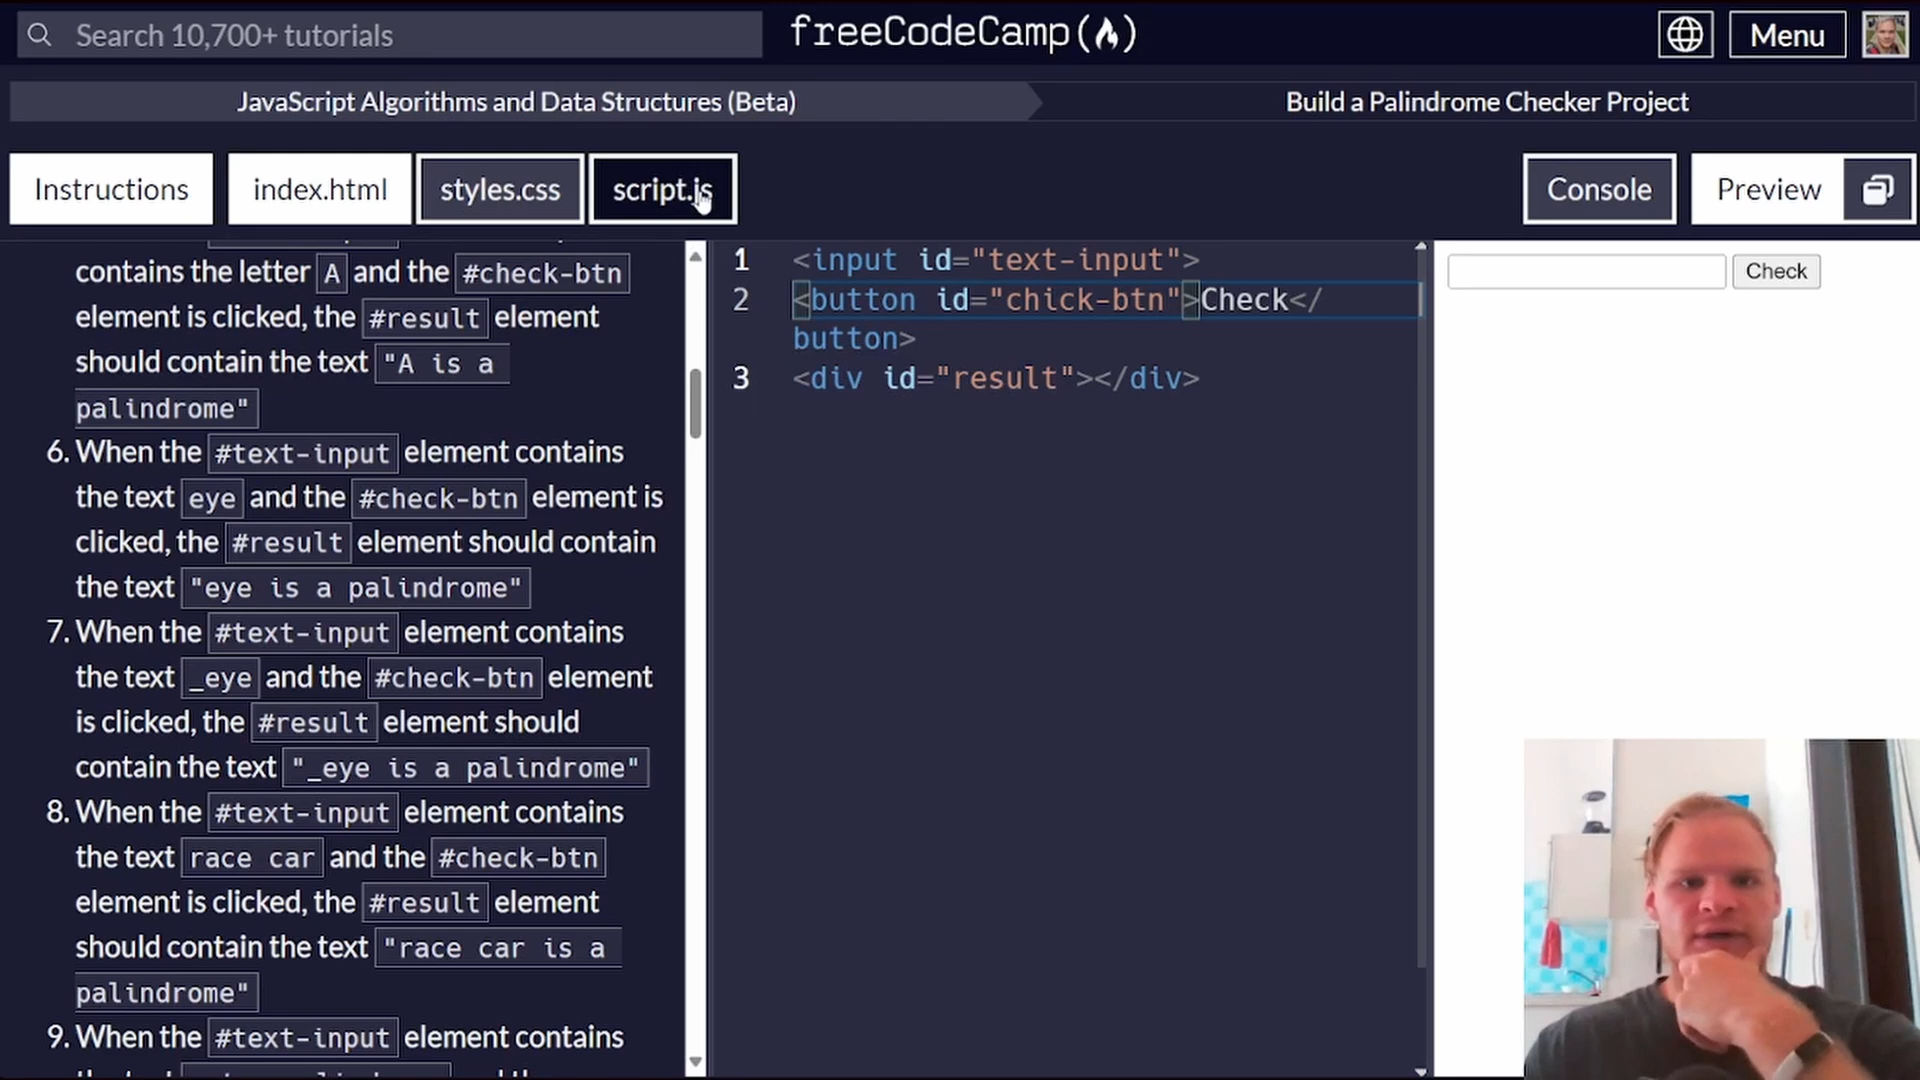 Search 10,700+ tutorials
freeCodeCamp
Menu
JavaScript Algorithms and Data Structures (Beta)
Build a Palindrome Checker Project
Instructions
index.html
styles.css
script.js
Console
Preview
contains the letter A and the #check-btn
element is clicked, the #result element
should contain the text "A is a
palindrome"
6. When the #text-input element contains
the text eye and the #check-btn element is
clicked, the #result element should contain
the text "eye is a palindrome"
7. When the #text-input element contains
the text _eye and the #check-btn element
is clicked, the #result element should
contain the text "_eye is a palindrome"
8. When the #text-input element contains
the text race car and the #check-btn
element is clicked, the #result element
should contain the text "race car is a
palindrome"
9. When the #text-input element contains
1 <input id="text-input">
2 <button id="chick-btn">Check</
button>
3 <div id="result"></div>
Check